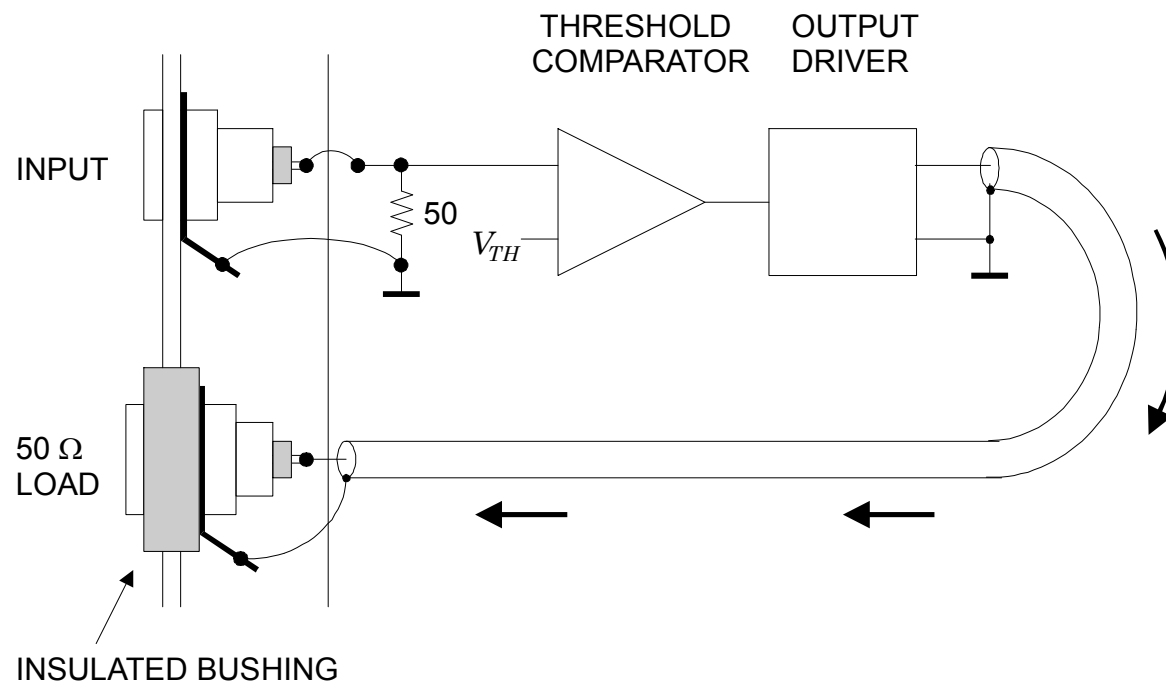 THRESHOLD
COMPARATOR
OUTPUT
DRIVER
INPUT
50
V_TH
50 Ω
LOAD
INSULATED BUSHING